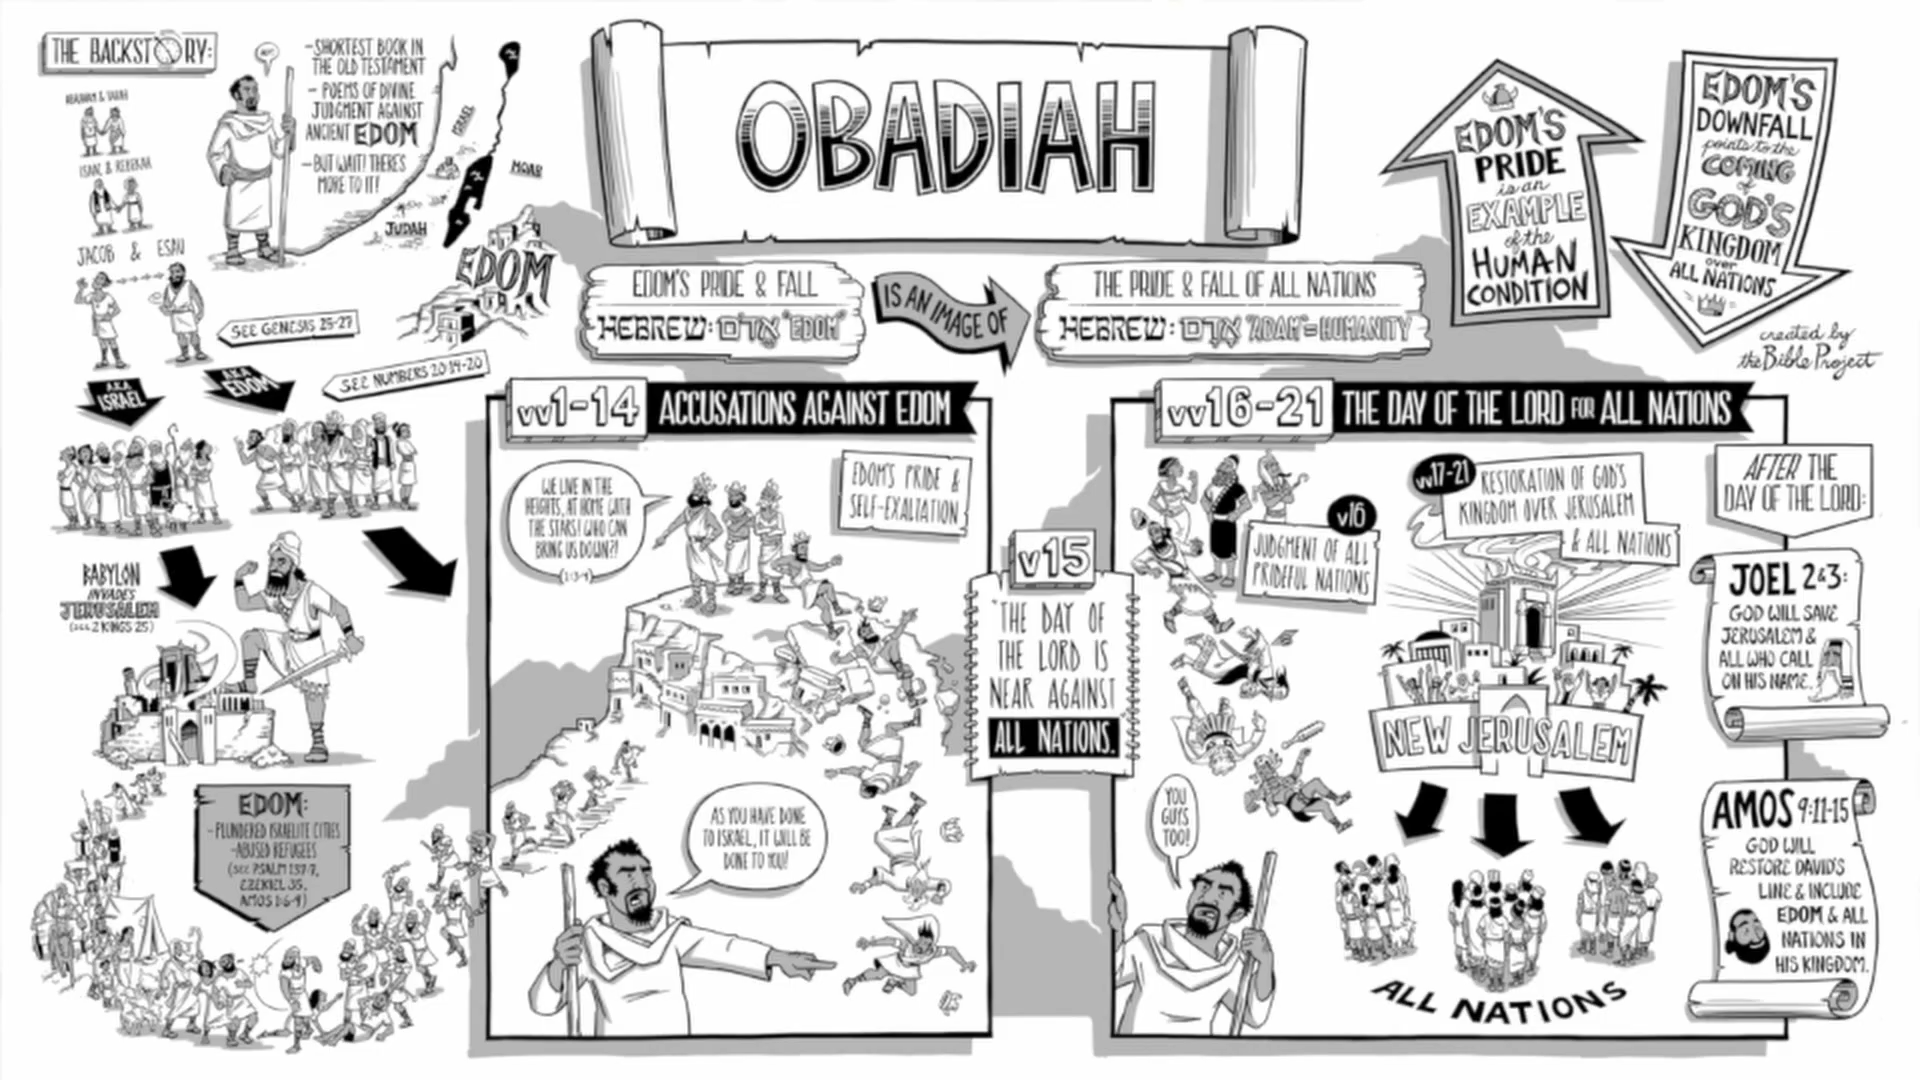 THE BACKSTORY:
ABRAHAM & SARAH
ISAAC & REBEKAH
JACOB & ESAU
HEY!
-SHORTEST BOOK IN
THE OLD TESTAMENT
- POEMS OF DIVINE
JUDGMENT AGAINST
ANCIENT EDOM
-BUT WAIT! THERE'S
MORE TO IT!
ISRAEL
MOAB
JUDAH
EDOM
SEE GENESIS 25-27
SEE NUMBERS 20:14-20
A.K.A
ISRAEL
A.K.A
EDOM
BABYLON
INVADES
JERUSALEM
(SEE 2 KINGS 25)
EDOM:
-PLUNDERED ISRAELITE CITIES
-ABUSED REFUGEES
(SEE PSALM 137:7,
EZEKIEL 35,
AMOS 1:6-9)
OBADIAH
EDOM'S PRIDE & FALL
HEBREW: אֱדֹם "EDOM"
IS AN IMAGE OF
THE PRIDE & FALL OF ALL NATIONS
HEBREW: אָדָם "ADAM"=HUMANITY
EDOM'S
PRIDE
is an
EXAMPLE
of the
HUMAN
CONDITION
EDOM'S
DOWNFALL
points to the
COMING
of
GOD'S
KINGDOM
over
ALL NATIONS
created by
the Bible Project
vv1-14 ACCUSATIONS AGAINST EDOM
WE LIVE IN THE
HEIGHTS, AT HOME WITH
THE STARS! WHO CAN
BRING US DOWN?!
(1:3-4)
EDOM'S PRIDE &
SELF-EXALTATION
AS YOU HAVE DONE
TO ISRAEL, IT WILL BE
DONE TO YOU!
v15
"THE DAY OF
THE LORD IS
NEAR AGAINST
ALL NATIONS.
vv16-21 THE DAY OF THE LORD FOR ALL NATIONS
v16
JUDGMENT OF ALL
PRIDEFUL NATIONS
vv17-21
RESTORATION OF GOD'S
KINGDOM OVER JERUSALEM
& ALL NATIONS
NEW JERUSALEM
YOU
GUYS
TOO!
ALL NATIONS
AFTER THE
DAY OF THE LORD:
JOEL 2&3:
GOD WILL SAVE
JERUSALEM &
ALL WHO CALL
ON HIS NAME.
AMOS 9:11-15
GOD WILL
RESTORE DAVID'S
LINE & INCLUDE
EDOM & ALL
NATIONS IN
HIS KINGDOM.